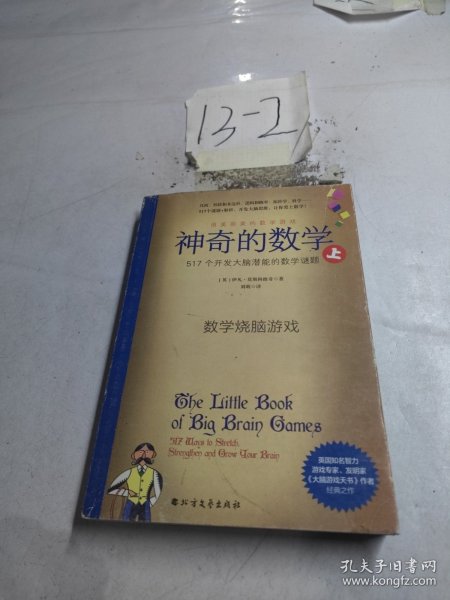 13-2
神奇的数学
上
517个开发大脑潜能的数学谜题
数学烧脑游戏
The Little Book
of Big Brain Games
517 Ways to Stretch,
Strengthen and Grow Your Brain
英国知名智力
游戏专家、发明家
《大脑游戏天书》作者
经典之作
北方文艺出版社
孔夫子旧书网
www.kongfz.com